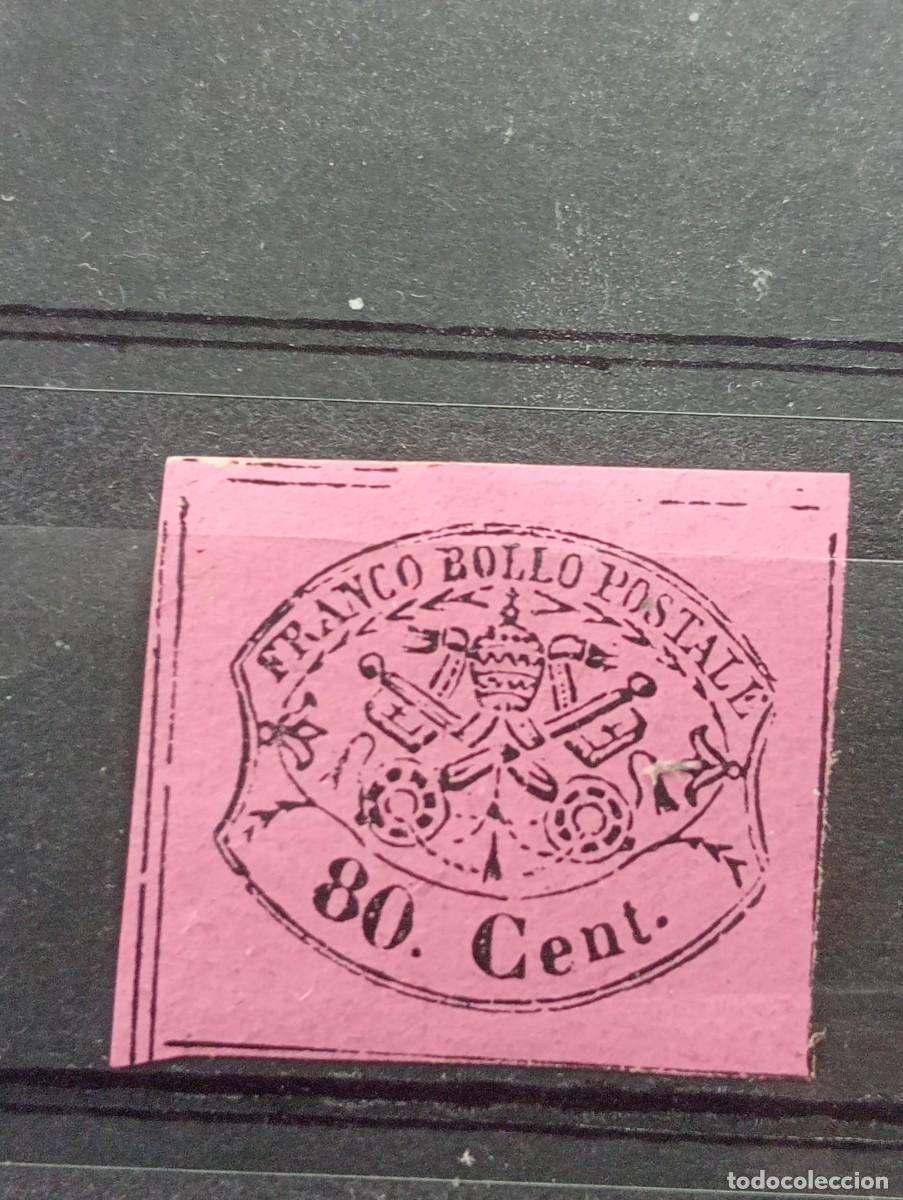 FRANCO BOLLO POSTALE
80. Cent.
todocoleccion